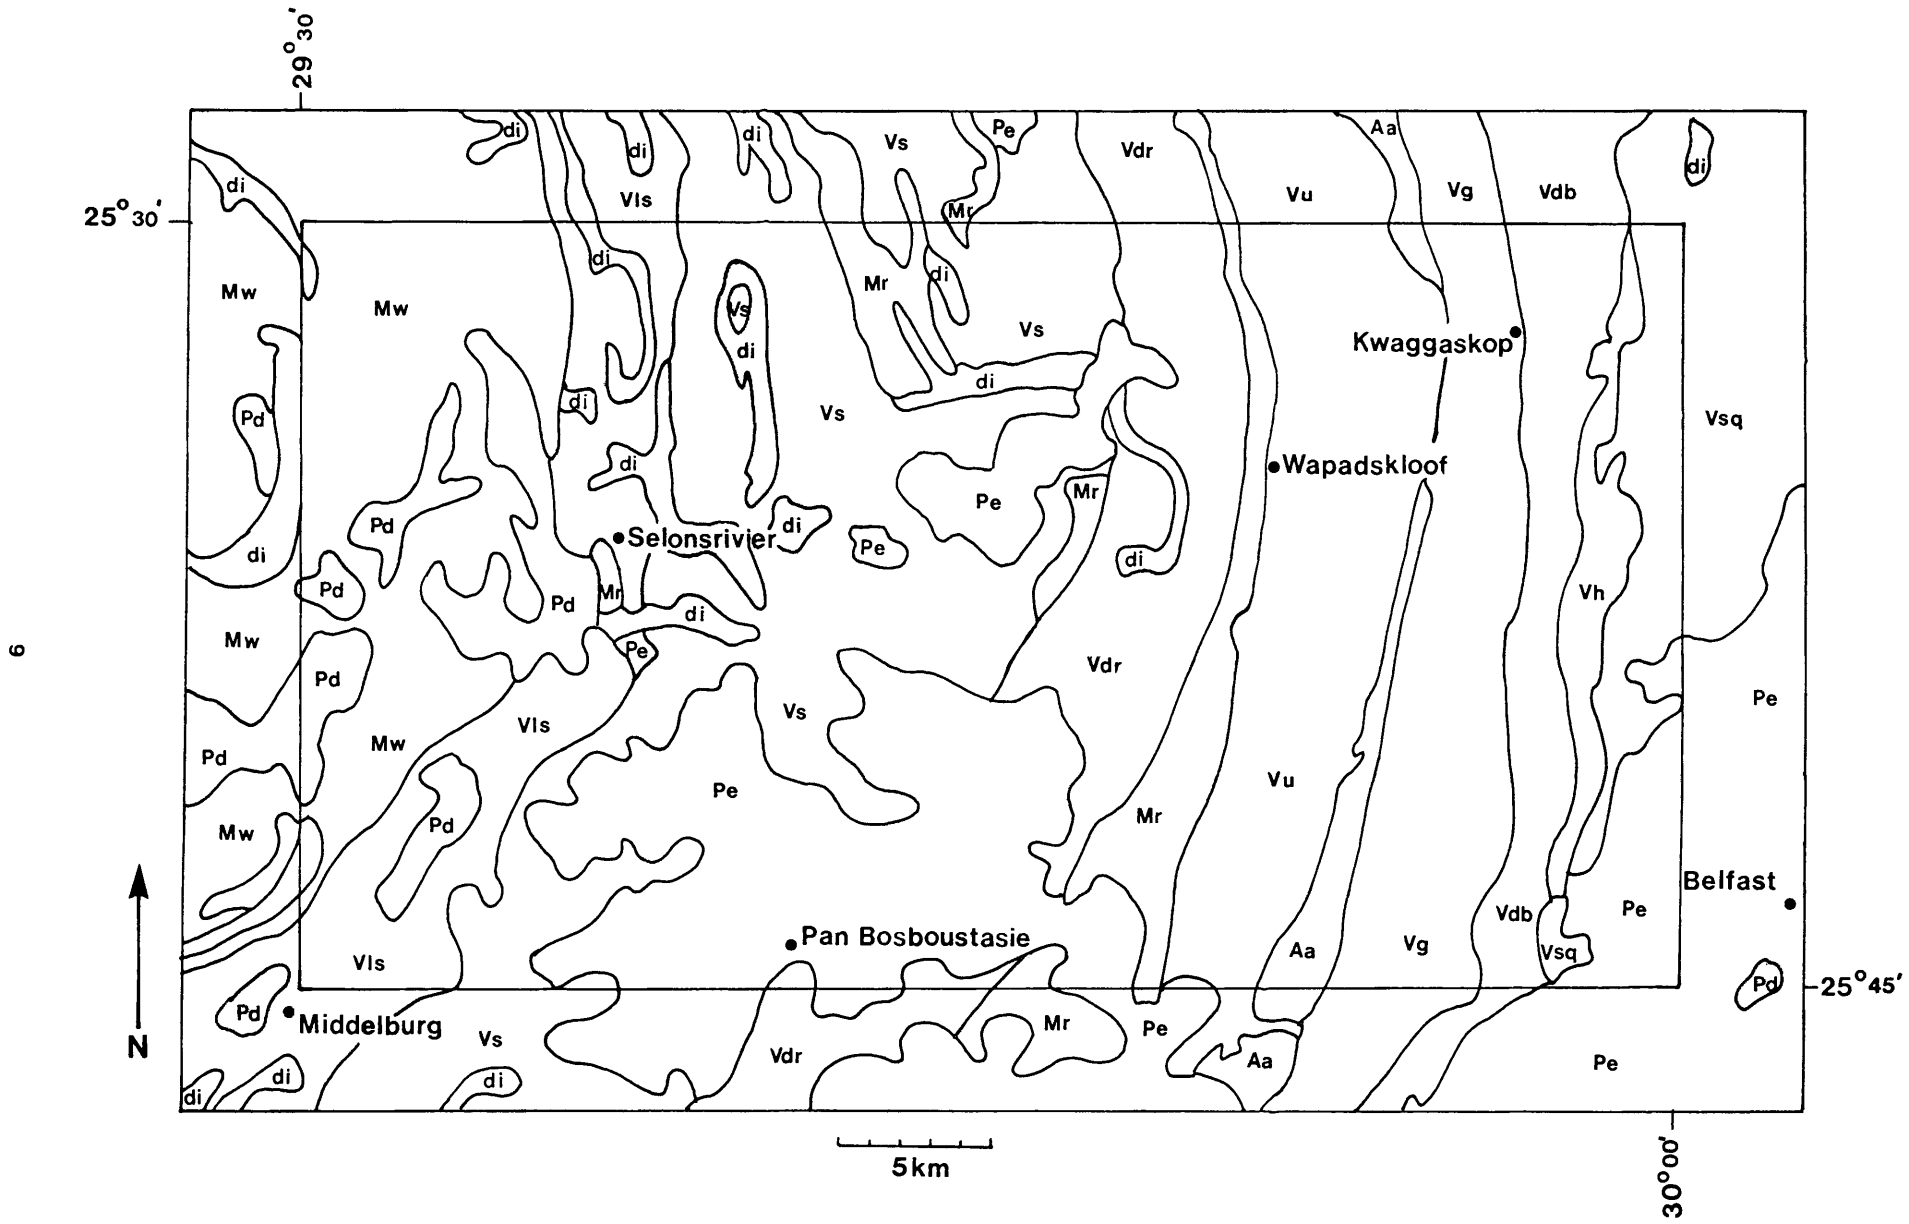 29°30'
di
di
di
Vs
Pe
Vdr
Aa
di
di
Vls
Mr
Vu
Vg
Vdb
25°30'
di
di
Mw
Mw
Mr
Vs
Vs
Kwaggaskop
di
di
di
Pd
Vs
Vsq
di
Wapadskloof
Pe
Mr
Pd
di
Selonsrivier
Pe
di
di
Pd
Pd
Mr
di
Vh
9
Mw
Pe
Pd
Vdr
Pe
Vls
Vs
Mw
Pd
Pe
Vu
Mw
Pd
Mr
Belfast
Pe
Vdb
Pan Bosboustasie
Aa
Vg
Vsq
Vls
Pd
25°45'
Pd
Middelburg
Mr
Pe
N
Vs
Vdr
Aa
Pe
di
di
di
5km
30°00'